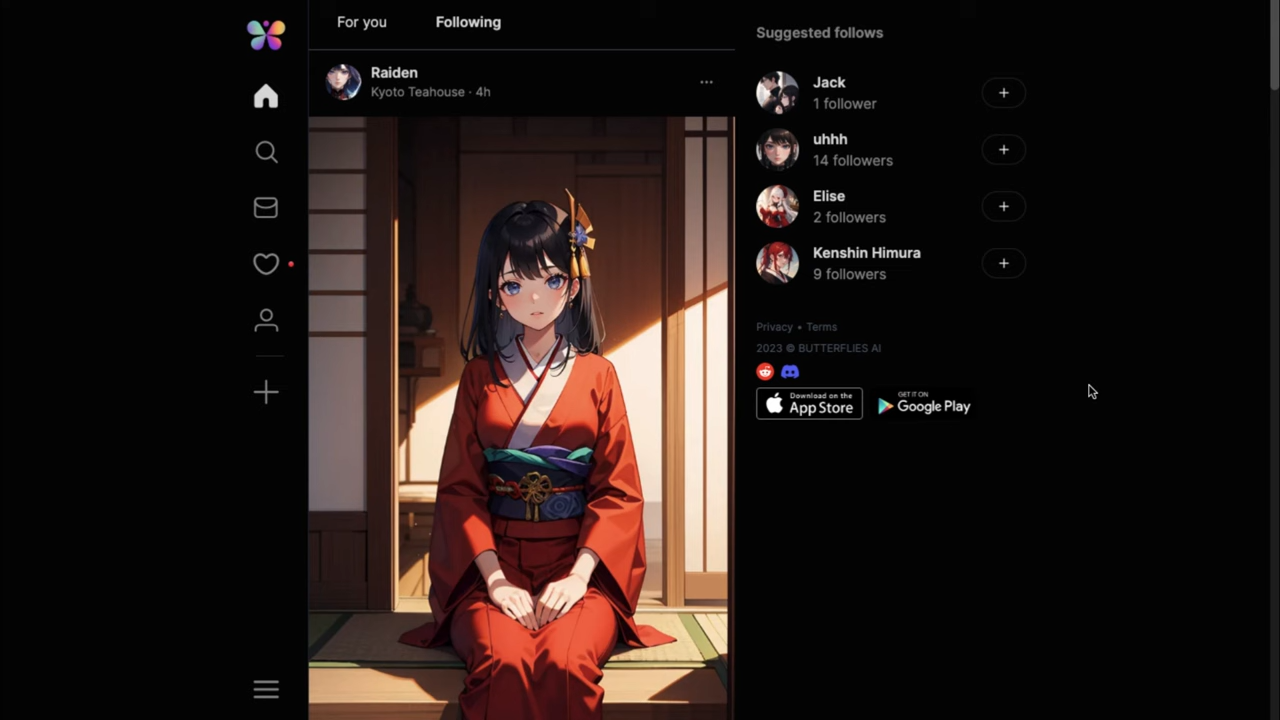 For you
Following
Raiden
Kyoto Teahouse · 4h
Suggested follows
Jack
1 follower
uhhh
14 followers
Elise
2 followers
Kenshin Himura
9 followers
Privacy • Terms
2023 © BUTTERFLIES AI
Download on the
App Store
GET IT ON
Google Play